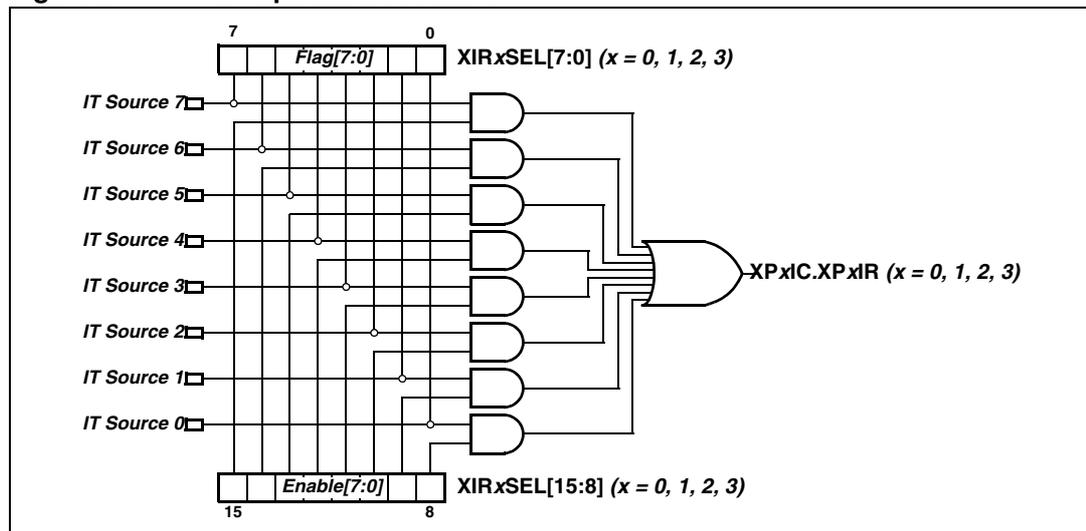 7 0
Flag[7:0] XIRxSEL[7:0] (x = 0, 1, 2, 3)
IT Source 7
IT Source 6
IT Source 5
IT Source 4
IT Source 3
XPxIC.XPxIR (x = 0, 1, 2, 3)
IT Source 2
IT Source 1
IT Source 0
Enable[7:0] XIRxSEL[15:8] (x = 0, 1, 2, 3)
15 8